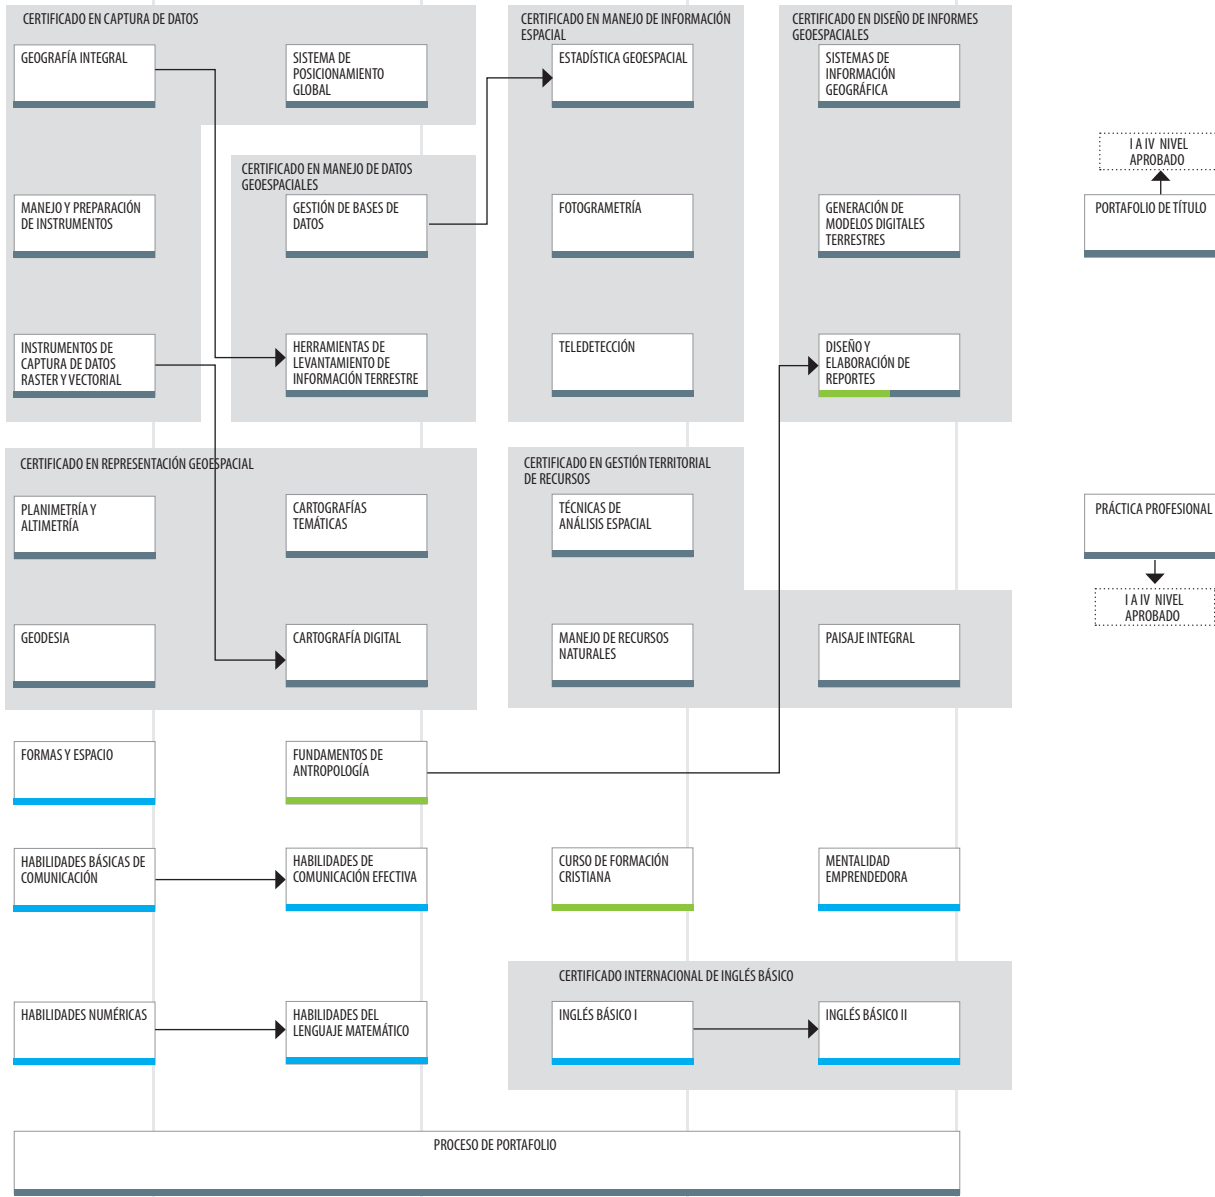 CERTIFICADO EN CAPTURA DE DATOS
GEOGRAFÍA INTEGRAL
SISTEMA DE
POSICIONAMIENTO
GLOBAL
MANEJO Y PREPARACIÓN
DE INSTRUMENTOS
INSTRUMENTOS DE
CAPTURA DE DATOS
RASTER Y VECTORIAL
CERTIFICADO EN MANEJO DE DATOS
GEOESPACIALES
GESTIÓN DE BASES DE
DATOS
HERRAMIENTAS DE
LEVANTAMIENTO DE
INFORMACIÓN TERRESTRE
CERTIFICADO EN MANEJO DE INFORMACIÓN
ESPACIAL
ESTADÍSTICA GEOESPACIAL
FOTOGRAMETRÍA
TELEDETECCIÓN
CERTIFICADO EN DISEÑO DE INFORMES
GEOESPACIALES
SISTEMAS DE
INFORMACIÓN
GEOGRÁFICA
GENERACIÓN DE
MODELOS DIGITALES
TERRESTRES
DISEÑO Y
ELABORACIÓN DE
REPORTES
I A IV NIVEL
APROBADO
PORTAFOLIO DE TÍTULO
CERTIFICADO EN REPRESENTACIÓN GEOESPACIAL
PLANIMETRÍA Y
ALTIMETRÍA
CARTOGRAFÍAS
TEMÁTICAS
GEODESIA
CARTOGRAFÍA DIGITAL
CERTIFICADO EN GESTIÓN TERRITORIAL
DE RECURSOS
TÉCNICAS DE
ANÁLISIS ESPACIAL
MANEJO DE RECURSOS
NATURALES
PAISAJE INTEGRAL
PRÁCTICA PROFESIONAL
I A IV NIVEL
APROBADO
FORMAS Y ESPACIO
FUNDAMENTOS DE
ANTROPOLOGÍA
HABILIDADES BÁSICAS DE
COMUNICACIÓN
HABILIDADES DE
COMUNICACIÓN EFECTIVA
CURSO DE FORMACIÓN
CRISTIANA
MENTALIDAD
EMPRENDEDORA
HABILIDADES NUMÉRICAS
HABILIDADES DEL
LENGUAJE MATEMÁTICO
CERTIFICADO INTERNACIONAL DE INGLÉS BÁSICO
INGLÉS BÁSICO I
INGLÉS BÁSICO II
PROCESO DE PORTAFOLIO